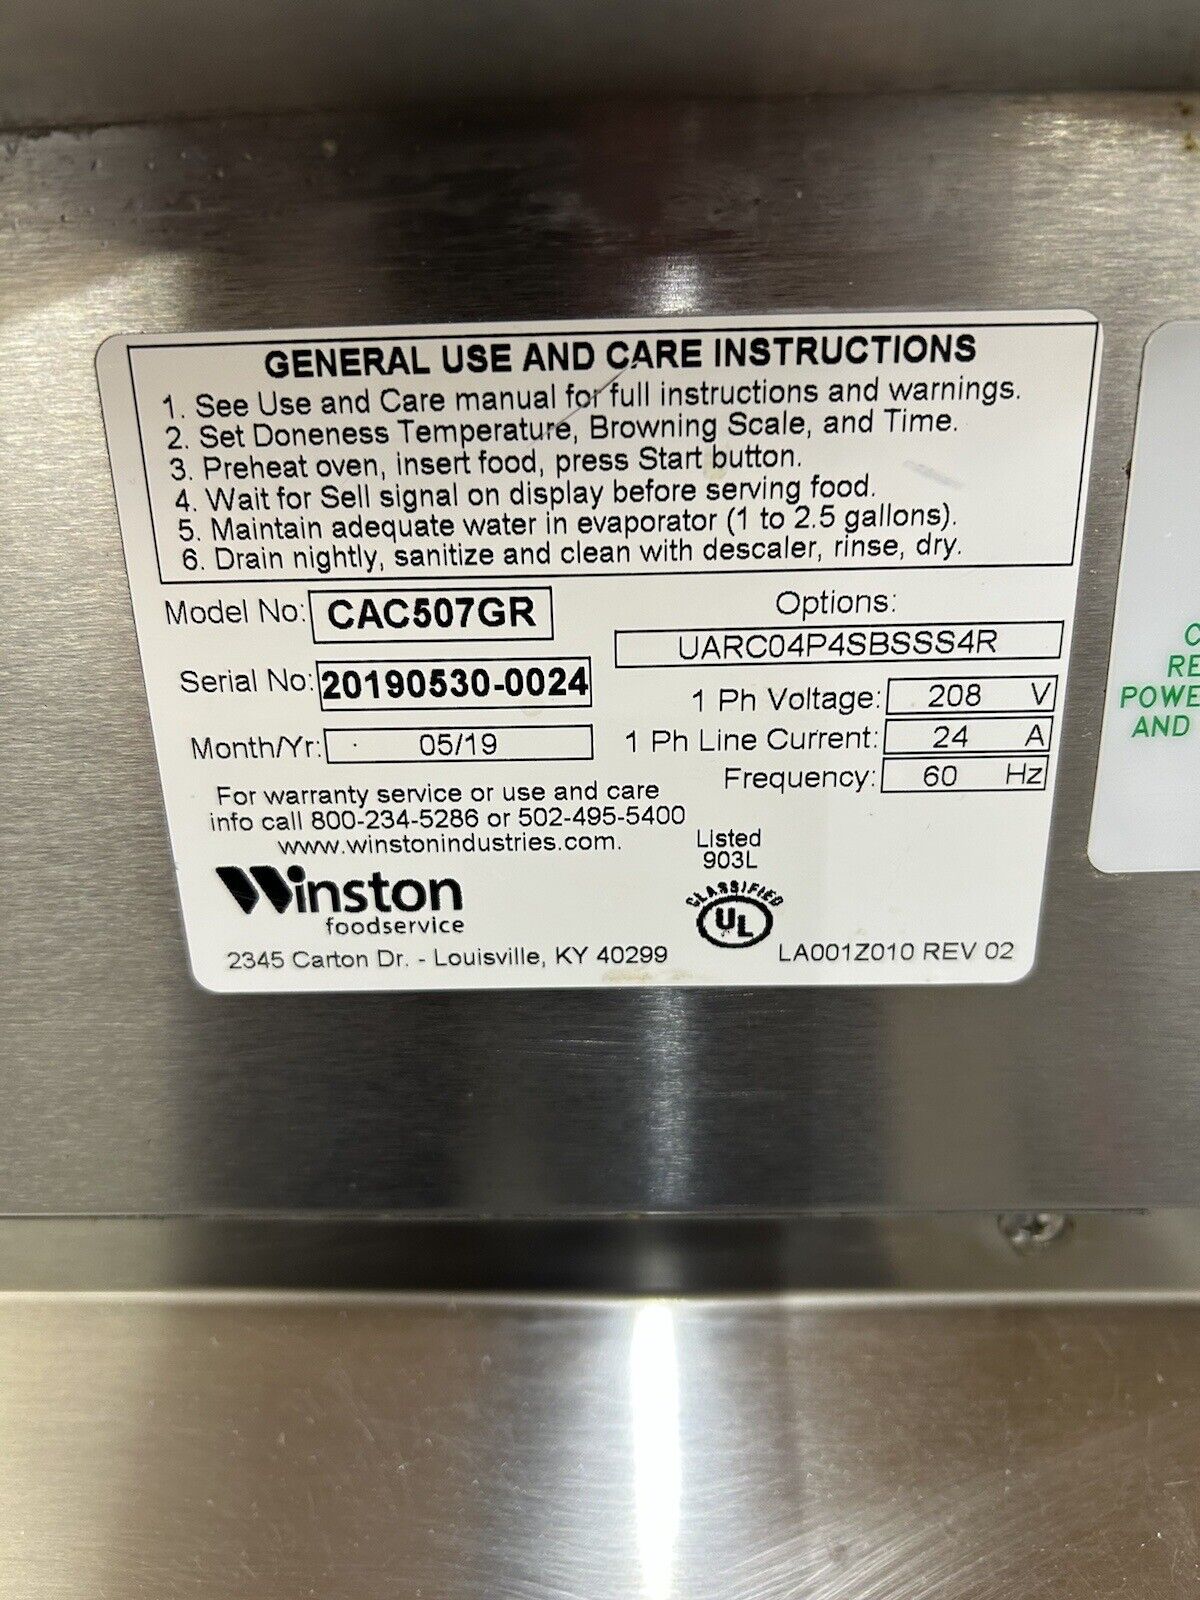 GENERAL USE AND CARE INSTRUCTIONS
1. See Use and Care manual for full instructions and warnings.
2. Set Doneness Temperature, Browning Scale, and Time.
3. Preheat oven, insert food, press Start button.
4. Wait for Sell signal on display before serving food.
5. Maintain adequate water in evaporator (1 to 2.5 gallons).
6. Drain nightly, sanitize and clean with descaler, rinse, dry.
Model No: CAC507GR
Serial No: 20190530-0024
Month/Yr: 05/19
Options:
UARC04P4SBSSS4R
1 Ph Voltage: 208 V
1 Ph Line Current: 24 A
Frequency: 60 Hz
For warranty service or use and care
info call 800-234-5286 or 502-495-5400
www.winstonindustries.com.
Winston
foodservice
2345 Carton Dr. - Louisville, KY 40299
Listed
903L
CLASSIFIED
UL
LA001Z010 REV 02
C
RE
POWE
AND